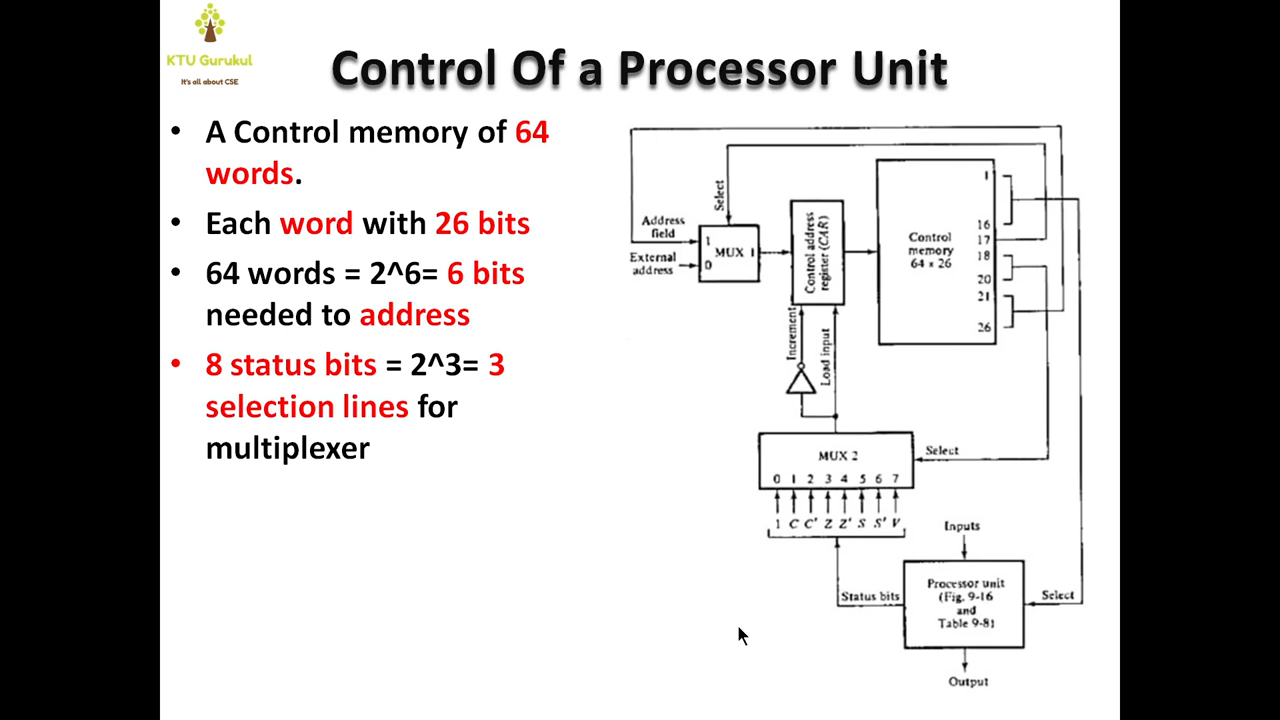 KTU Gurukul
It's all about CSE
Control Of a Processor Unit
• A Control memory of 64
words.
• Each word with 26 bits
• 64 words = 2^6= 6 bits
needed to address
• 8 status bits = 2^3= 3
selection lines for
multiplexer
Select
Address
field
External
address
1
MUX 1
0
Control address
register (CAR)
Control
memory
64 × 26
1
16
17
18
20
21
26
Increment
Load input
MUX 2
Select
0 1 2 3 4 5 6 7
1 C C' Z Z' S S' V
Inputs
Status bits
Processor unit
(Fig. 9-16
and
Table 9-8)
Select
Output